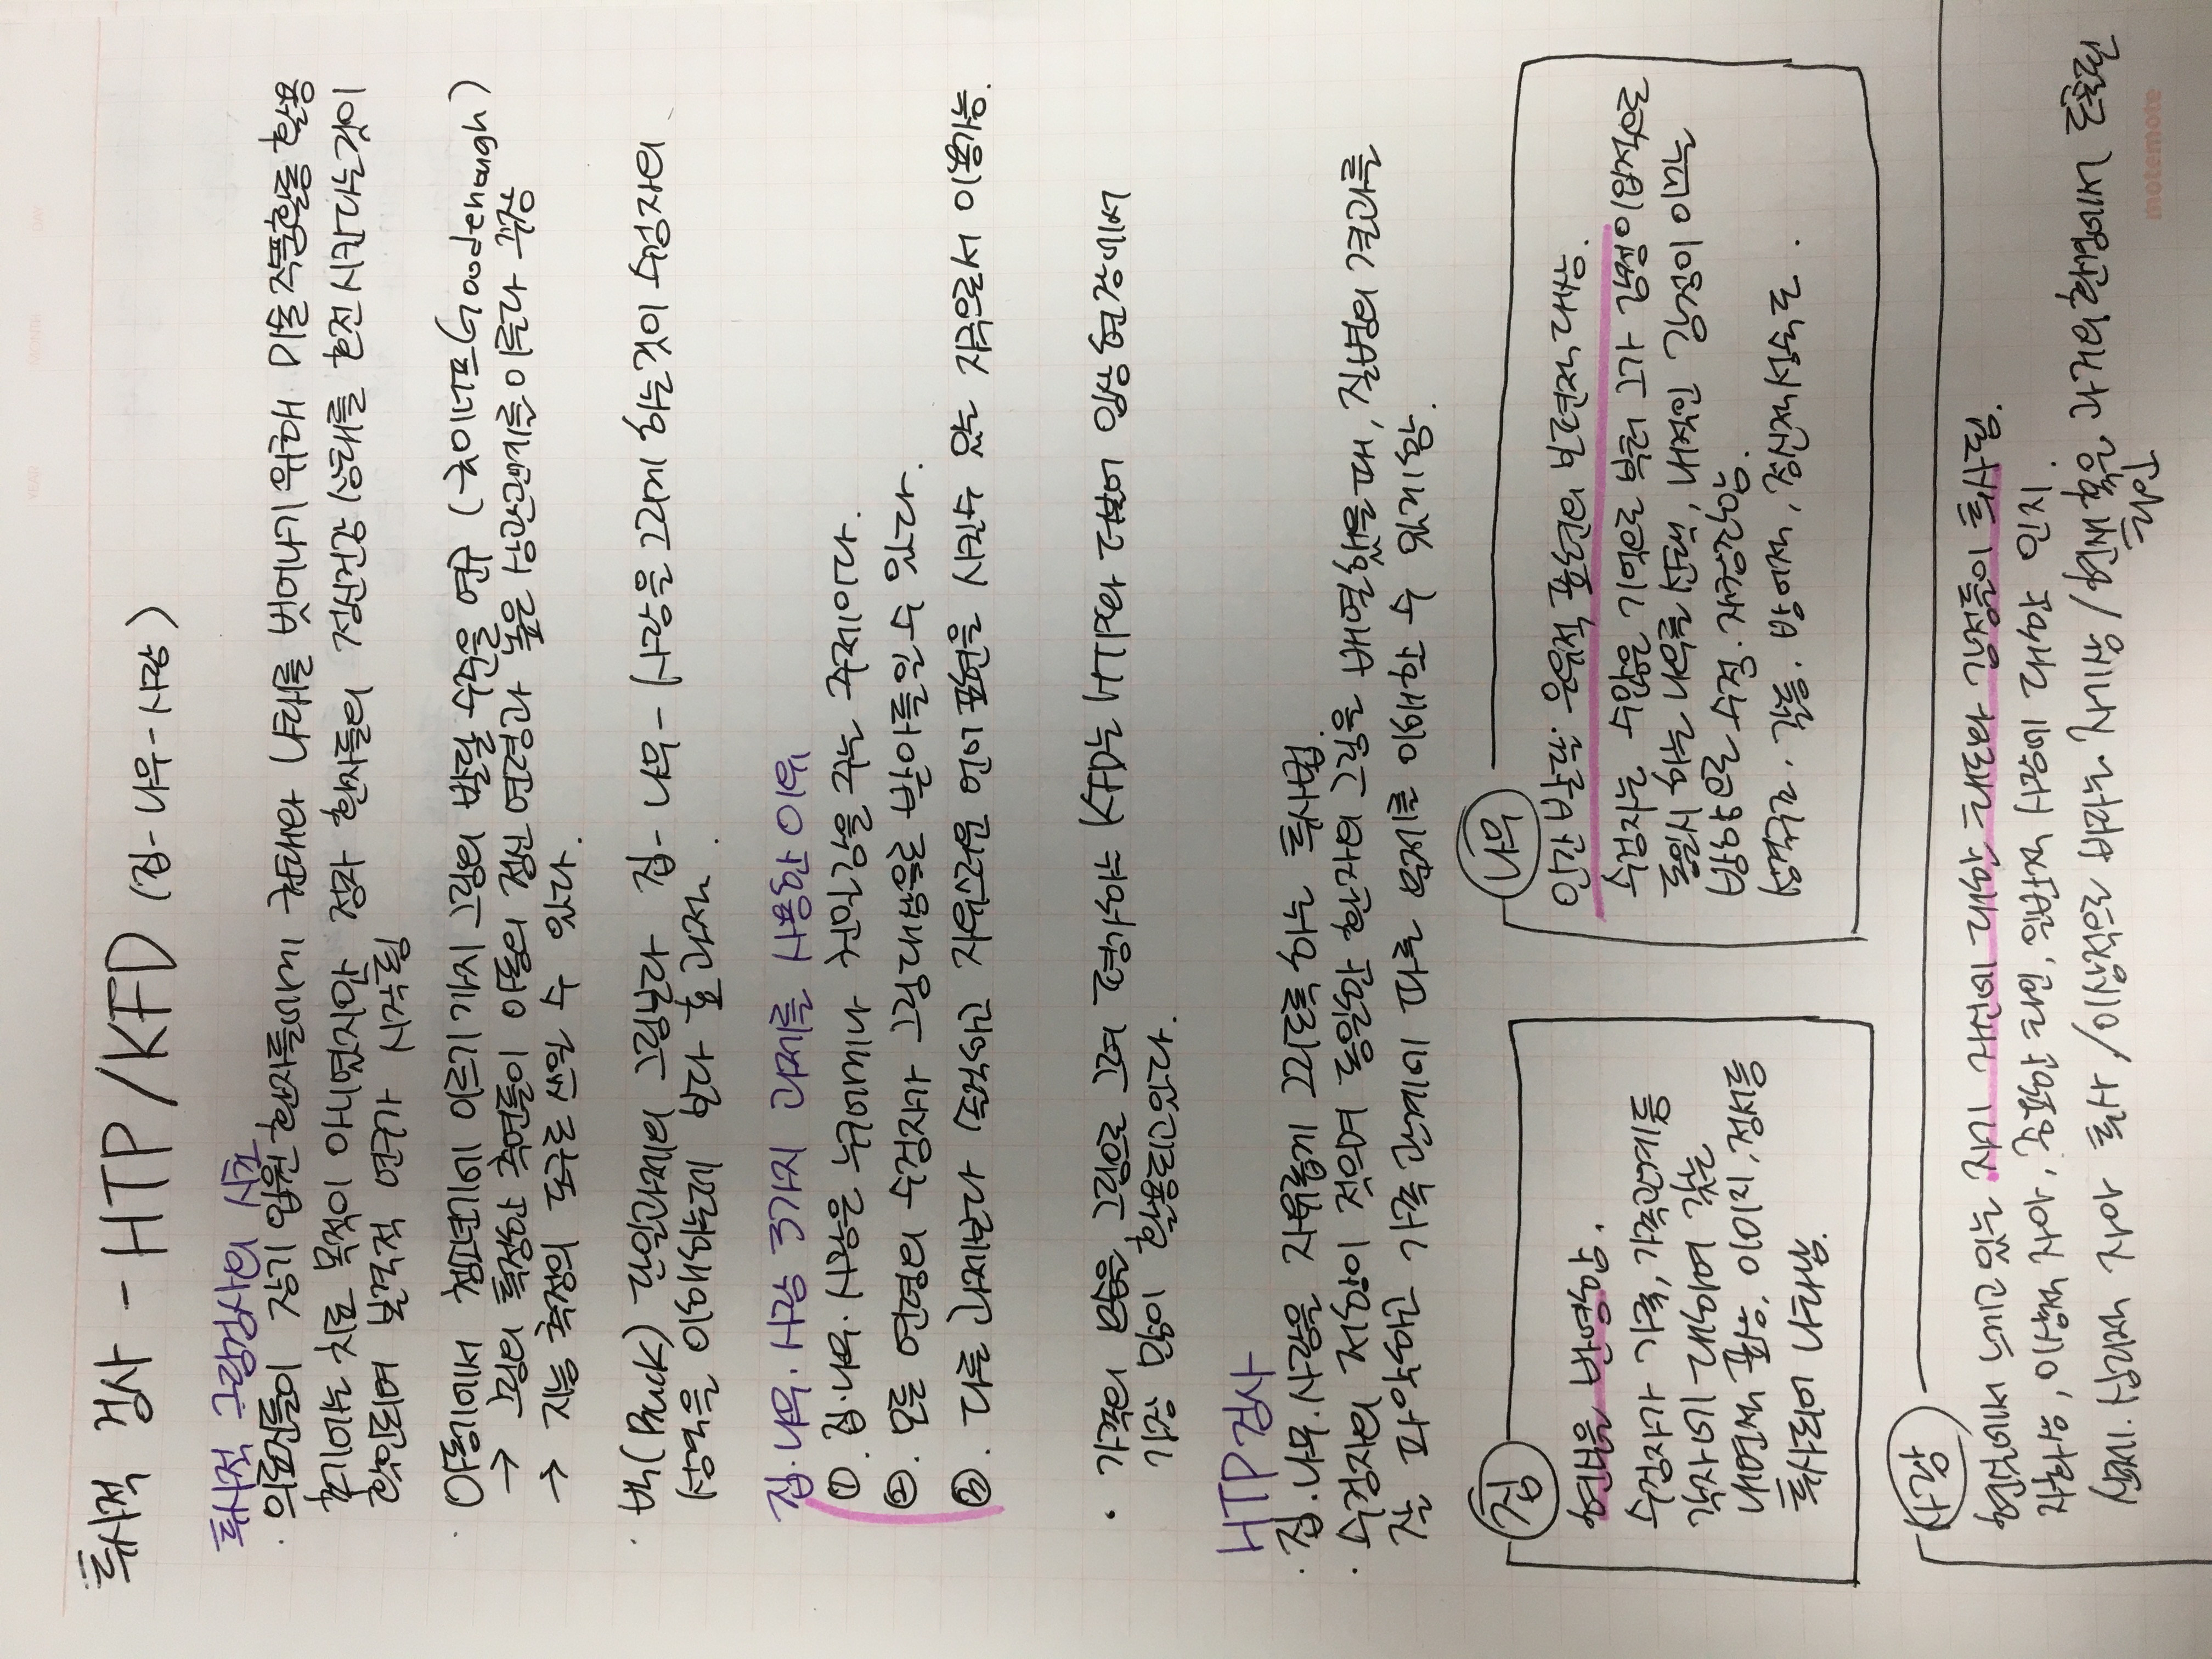 YEAR MONTH DAY
투사적 검사 - HTP/KFD (집-나무-사람)
투사적 그림검사의 시초
· 의료진들이 장기 입원 환자들에게 권태와 나태를 벗어나기 위해 미술작품활동 활용
초기에는 치료 목적이 아니였지만 점차 환자들의 정신건강 상태를 호전시킨다는것이
확인되며 본격적 연구가 시작됨
· 아동기에서 청소년기에 이르기 까지 그림의 발달 수준을 연구 (굿이너프 Goodenough)
→ 그림의 특정한 측면들이 아동의 정신 연령과 높은 상관관계를 이룬다 주장
→ 지능 측정의 도구로 쓰일 수 있다.
· 벅(Buck) 단일과제의 그림보다 집-나무-사람을 그리게 하는것이 수검자의
성격을 이해하는데 보다 효과적.
집·나무·사람 3가지 과제를 사용한 이유
①. 집·나무·사람은 누구에게나 친밀감을 주는 주제이다.
②. 모든 연령의 수검자가 그림대상으로 받아들일 수 있다.
③. 다른 과제보다 솔직하고 자유스러운 언어 표현을 시킬수 있는 자극으로서 이용가능.
· 가족의 모습을 그림으로 그려 평가하는 KFD는 HTP와 더불어 임상 현장에서
가장 많이 활용되고있다.
HTP 검사
· 집.나무.사람을 자유롭게 그리도록 하는 투사법.
· 수검자의 저항이 적으며 동일한 환자의 그림을 배열했을때, 질병의 결과를
잘 파악하고 가족관계에 따른 문제를 이해할 수 있게함.
집
현실을 반영함.
수검자가 가족, 가족관계등
각자에 대하여 갖는
내면적 표상, 이미지, 정서등
투사되어 나타남.
나무
인간 발달· 은유적 표현의 보편적 대상.
수검자는 수많은 기억으로 부터 그가 감정이입적으로
동일시 하는 나무를 선택, 내적인 감정이 이끄는
방향으로 수정·재창조함.
성격구조, 갈등, 방어적, 정신적성숙도.
사람
현실에서 느끼고 있는 자기 자신에 대한 태도와 감정들이 투사됨.
자화상, 이상적 자아, 중요한 타인, 일반적 사람에 대한 인지.
신체·심리적 자아 투사 /이상적으로 바라는 자기상 /현재 혹은 과거의 환경에서 도출된
타인
motemote